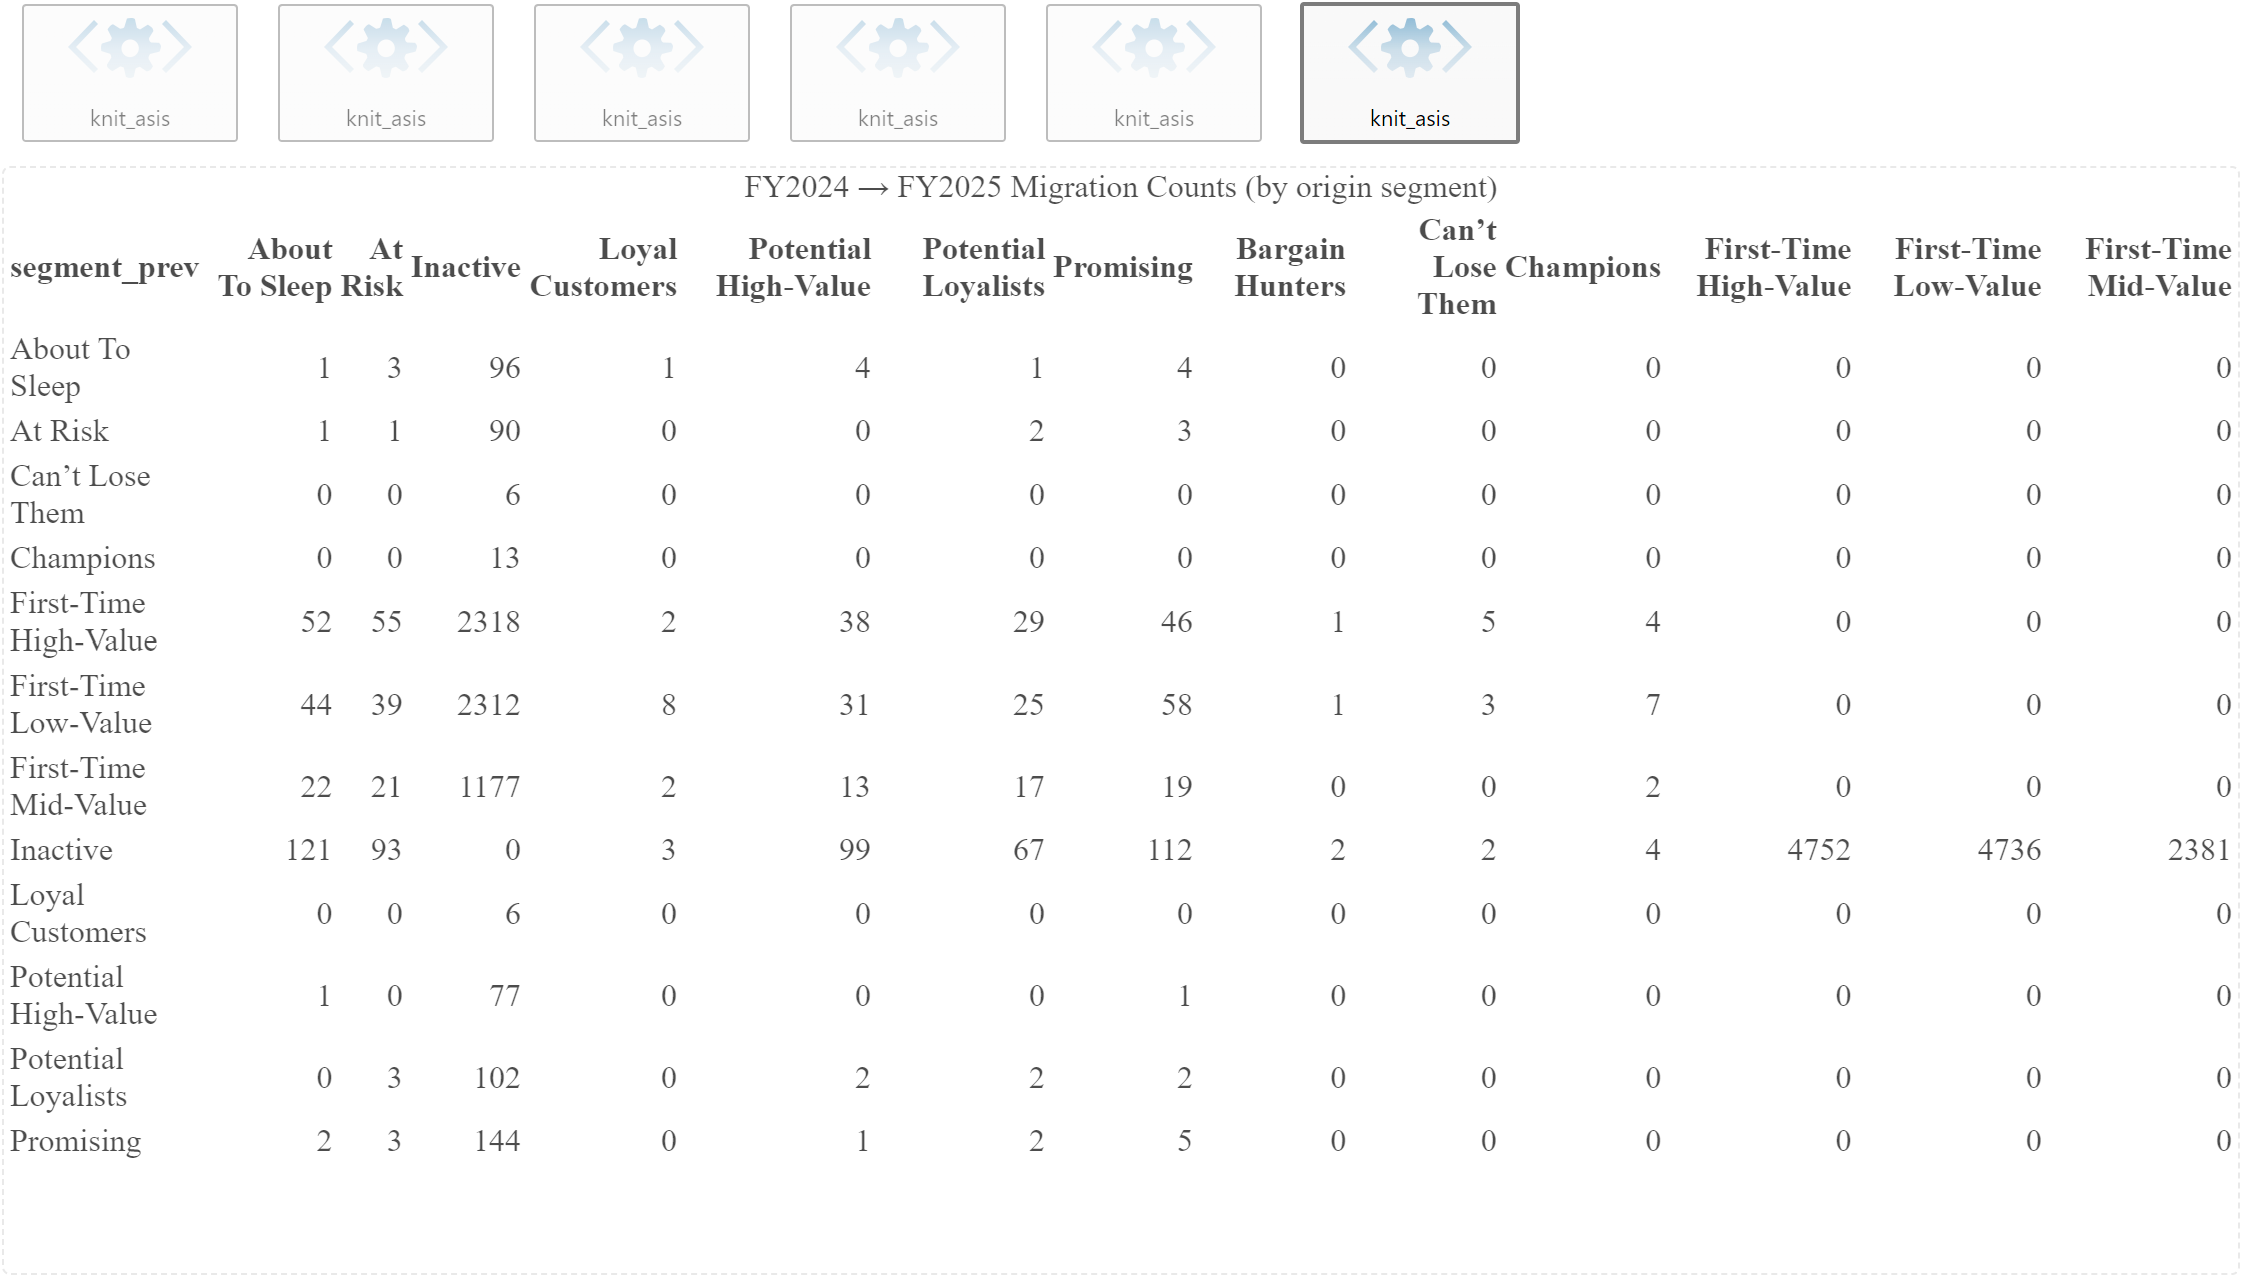 knit_asis knit_asis knit_asis knit_asis knit_asis knit_asis
FY2024 → FY2025 Migration Counts (by origin segment)
segment_prev About To Sleep At Risk Inactive Loyal Customers Potential High-Value Potential Loyalists Promising Bargain Hunters Can’t Lose Them Champions First-Time High-Value First-Time Low-Value First-Time Mid-Value
About To Sleep 1 3 96 1 4 1 4 0 0 0 0 0 0
At Risk 1 1 90 0 0 2 3 0 0 0 0 0 0
Can’t Lose Them 0 0 6 0 0 0 0 0 0 0 0 0 0
Champions 0 0 13 0 0 0 0 0 0 0 0 0 0
First-Time High-Value 52 55 2318 2 38 29 46 1 5 4 0 0 0
First-Time Low-Value 44 39 2312 8 31 25 58 1 3 7 0 0 0
First-Time Mid-Value 22 21 1177 2 13 17 19 0 0 2 0 0 0
Inactive 121 93 0 3 99 67 112 2 2 4 4752 4736 2381
Loyal Customers 0 0 6 0 0 0 0 0 0 0 0 0 0
Potential High-Value 1 0 77 0 0 0 1 0 0 0 0 0 0
Potential Loyalists 0 3 102 0 2 2 2 0 0 0 0 0 0
Promising 2 3 144 0 1 2 5 0 0 0 0 0 0